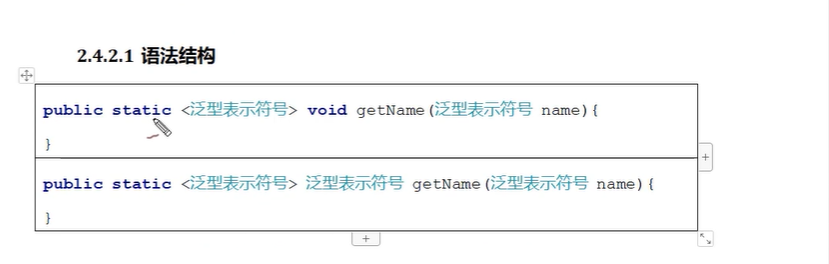 2.4.2.1 语法结构
public static <泛型表示符号> void getName(泛型表示符号 name){
}
public static <泛型表示符号> 泛型表示符号 getName(泛型表示符号 name){
}